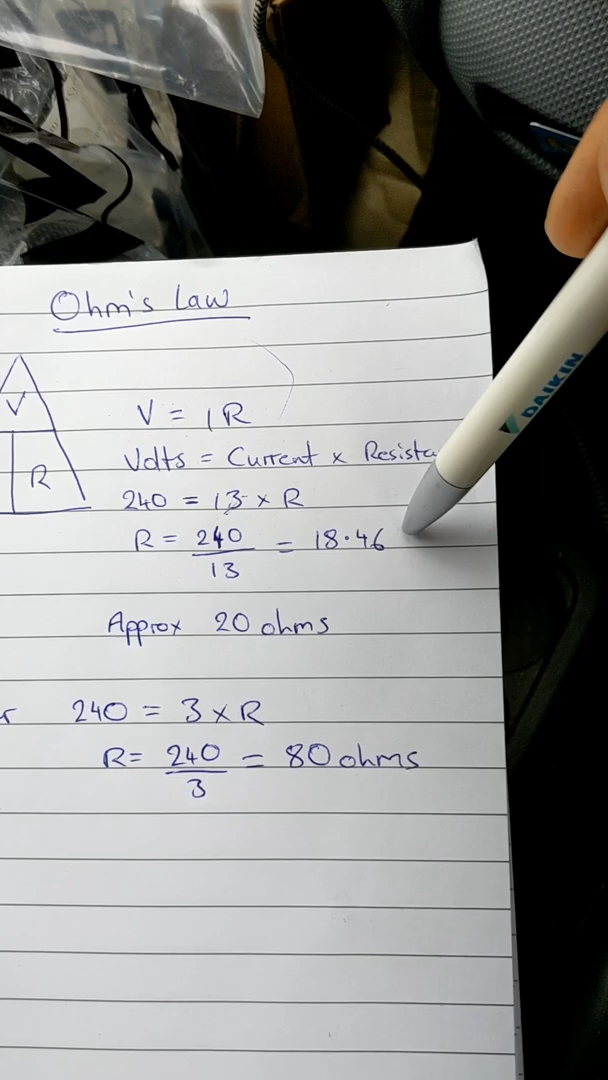 Ohm's Law
V
R
V = IR
Volts = Current x
240 = 13 x R
R = 240/13 = 18.46
Approx 20 ohms
240 = 3 x R
R = 240/3 = 80 ohms
DAIKIN